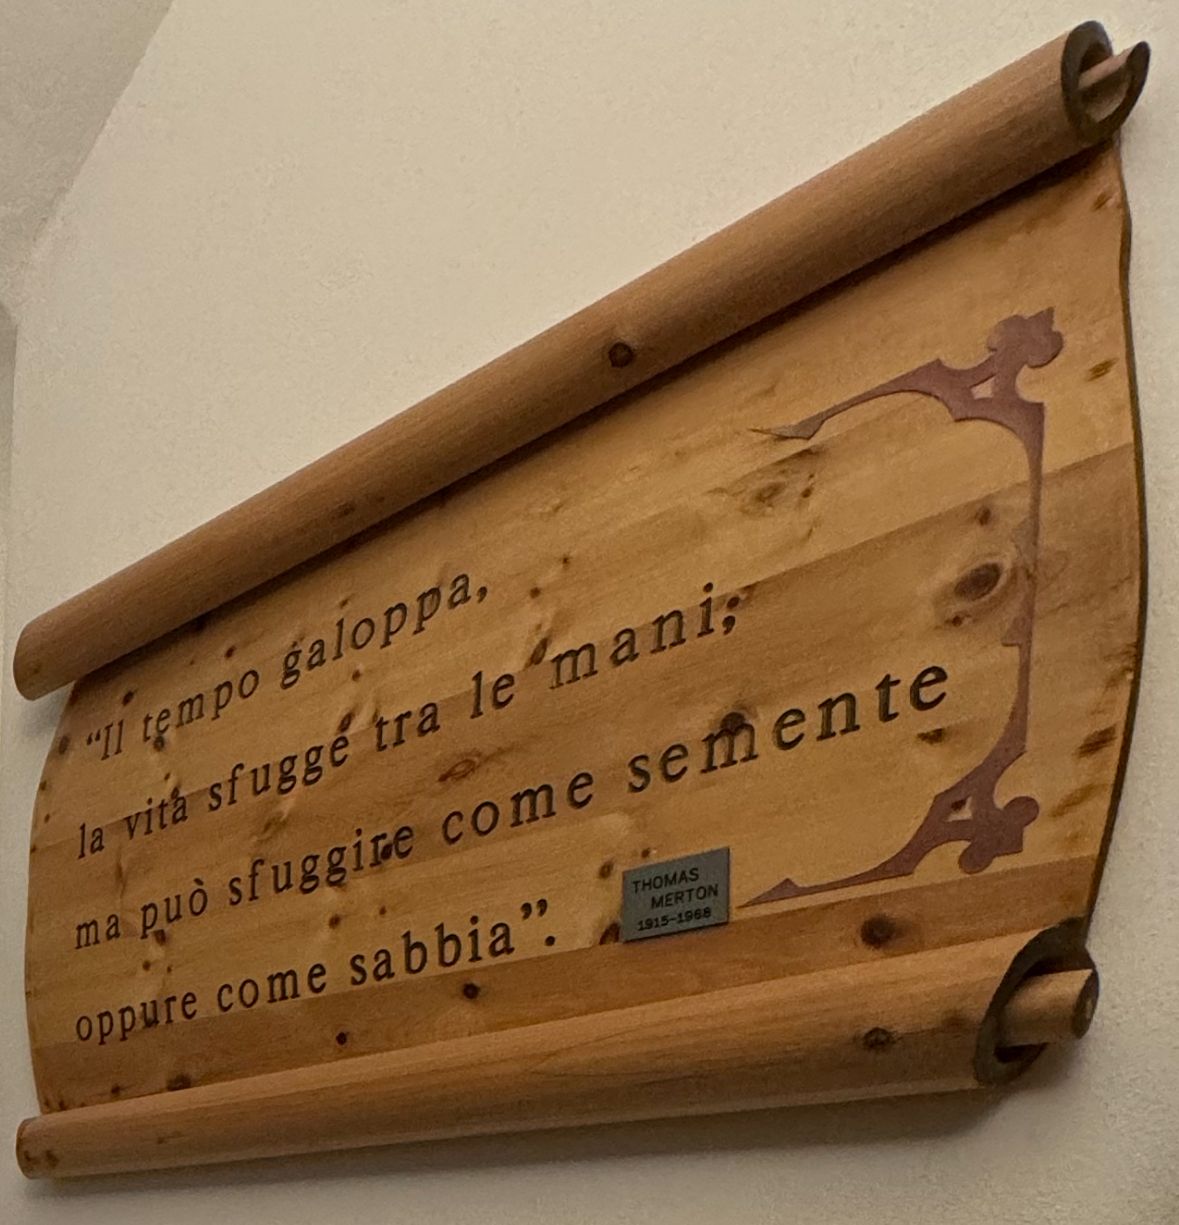 “Il tempo galoppa,
la vita sfugge tra le mani;
ma può sfuggire come semente
oppure come sabbia”.
THOMAS
MERTON
1915-1968